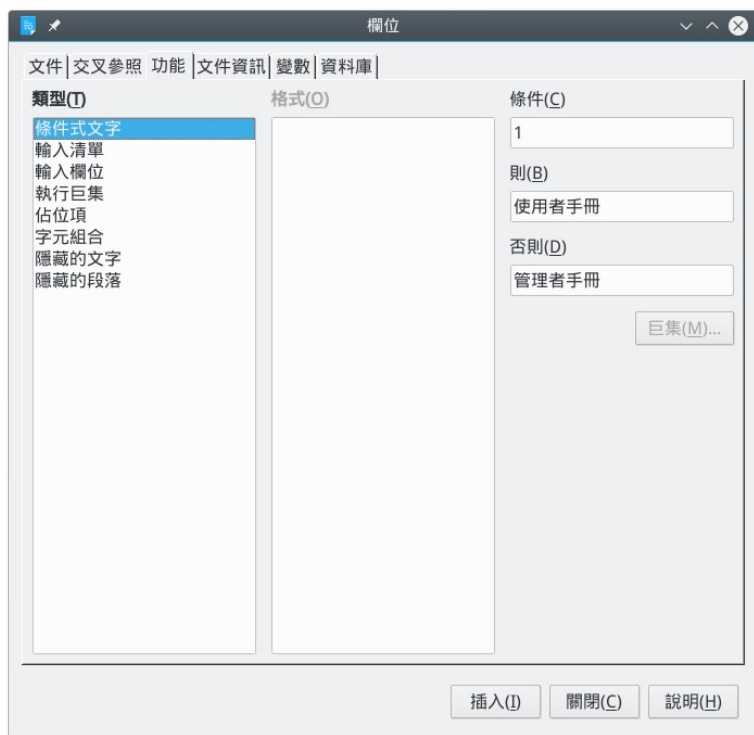 欄位
文件 交叉參照 功能 文件資訊 變數 資料庫
類型(T)
條件式文字
輸入清單
輸入欄位
執行巨集
佔位項
字元組合
隱藏的文字
隱藏的段落
格式(O)
條件(C)
1
則(B)
使用者手冊
否則(D)
管理者手冊
巨集(M)...
插入(I) 關閉(C) 說明(H)